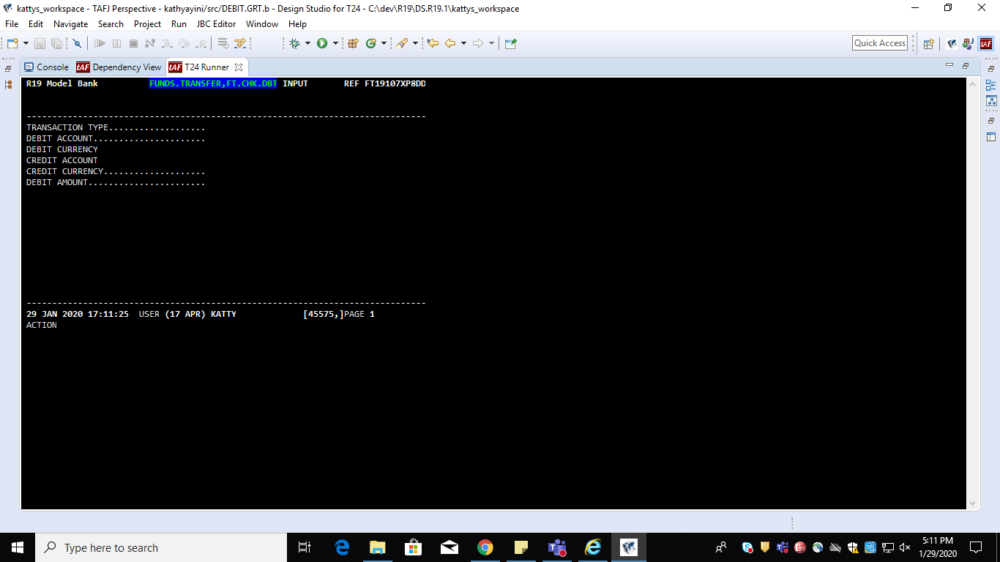 kattys_workspace - TAFJ Perspective - kathyayini/src/DEBIT.GRT.b - Design Studio for T24 - C:\dev\R19\DS.R19.1\kattys_workspace
File Edit Navigate Search Project Run JBC Editor Window Help
Quick Access
TAF
Console TAF Dependency View TAF T24 Runner
R19 Model Bank FUNDS.TRANSFER,FT.CHK.DBT INPUT REF FT19107XP8DD
------------------------------------------------------------------------------
TRANSACTION TYPE...................
DEBIT ACCOUNT......................
DEBIT CURRENCY
CREDIT ACCOUNT
CREDIT CURRENCY....................
DEBIT AMOUNT.......................
------------------------------------------------------------------------------
29 JAN 2020 17:11:25 USER (17 APR) KATTY [45575,]PAGE 1
ACTION
Type here to search
5:11 PM
1/29/2020